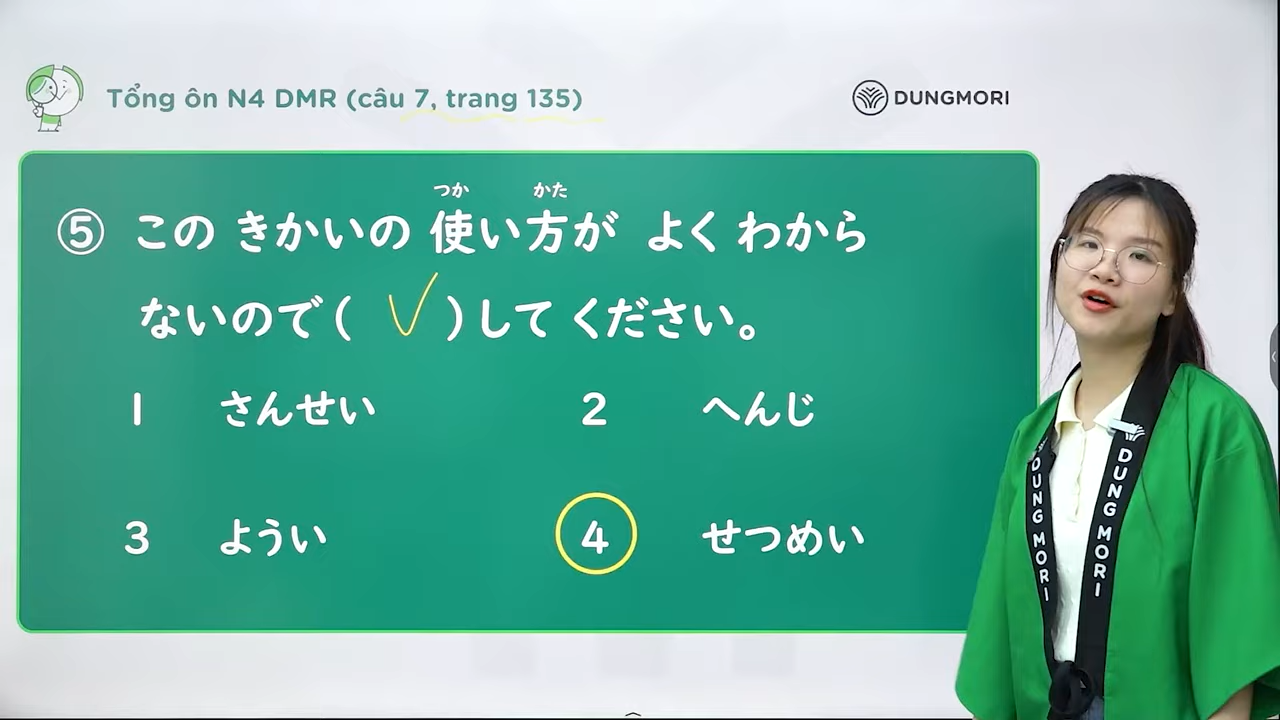 Tổng ôn N4 DMR (câu 7, trang 135)
DUNGMORI
つか かた
⑤ この きかいの 使い方が よく わから
ないので( )して ください。
1 さんせい 2 へんじ
3 ようい 4 せつめい
DUNG MORI
DUNG MORI